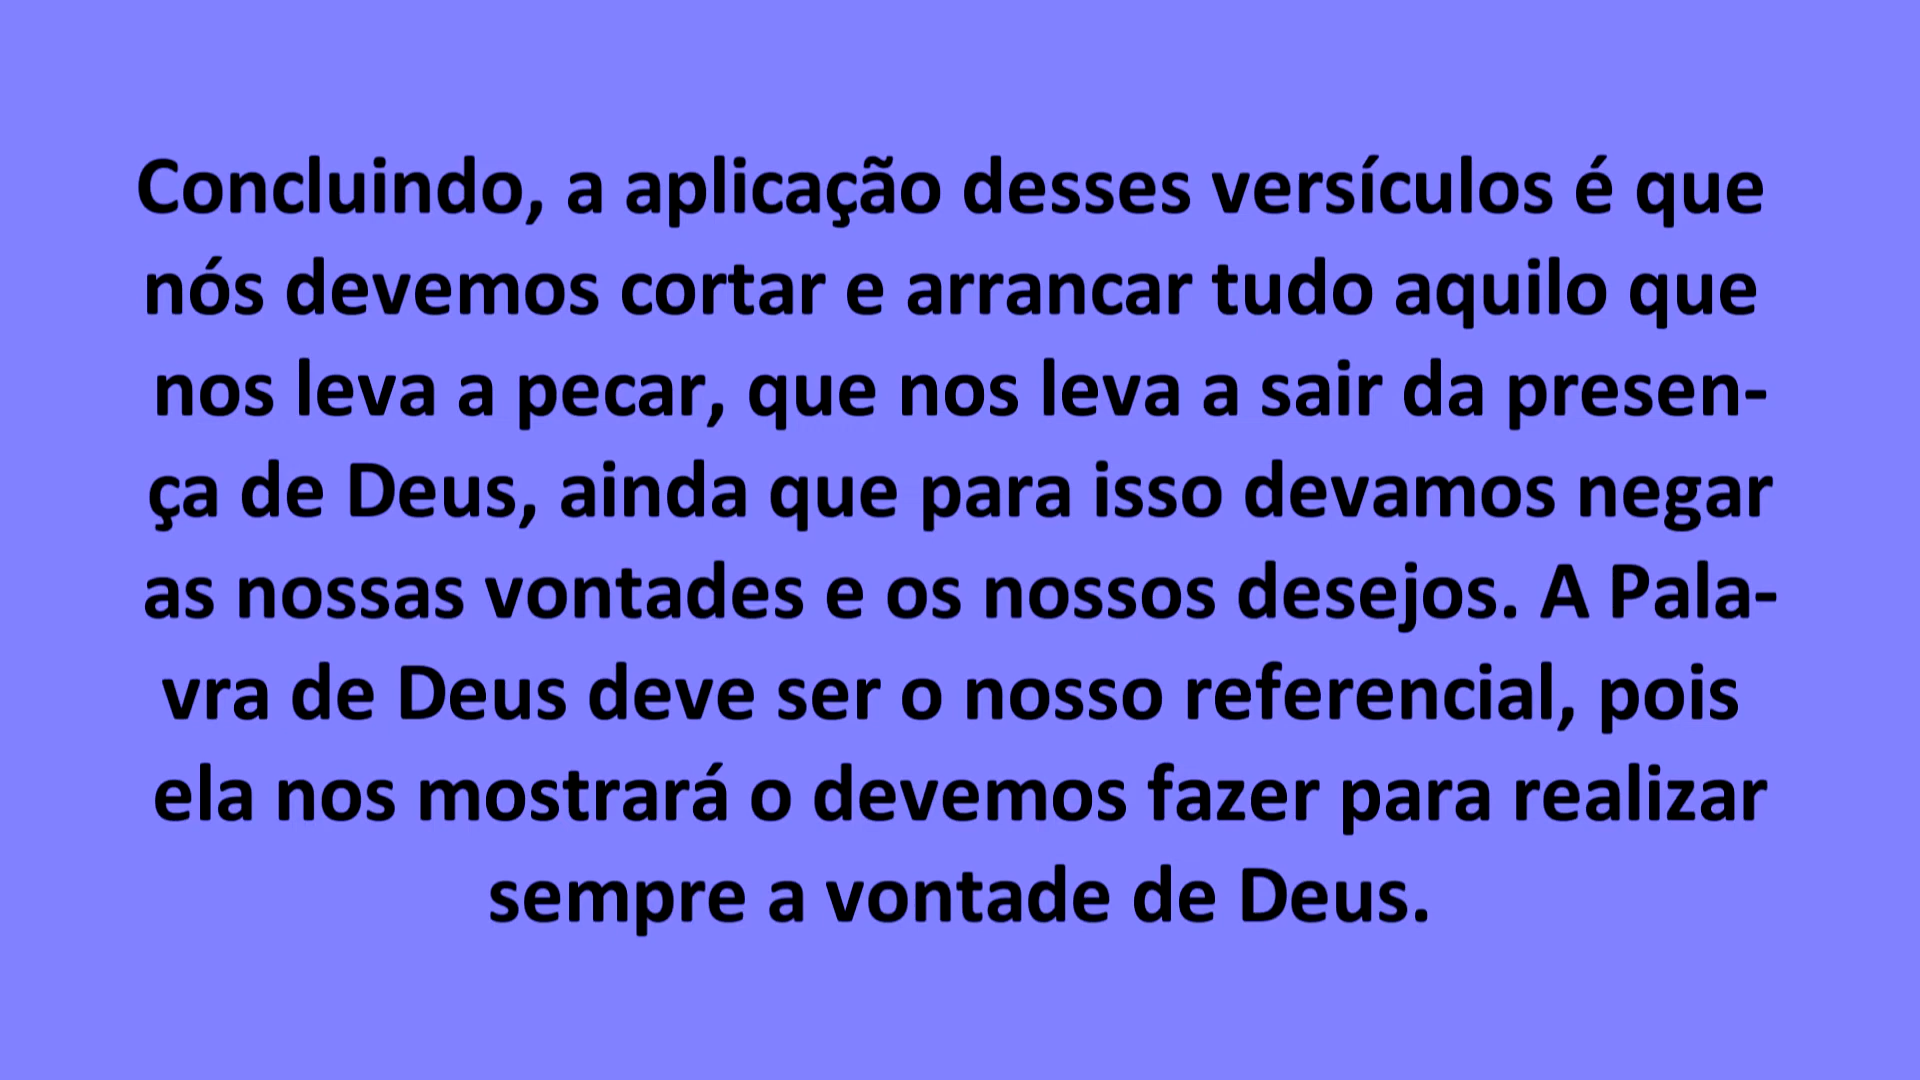 Concluindo, a aplicação desses versículos é que
nós devemos cortar e arrancar tudo aquilo que
nos leva a pecar, que nos leva a sair da presen-
ça de Deus, ainda que para isso devamos negar
as nossas vontades e os nossos desejos. A Pala-
vra de Deus deve ser o nosso referencial, pois
ela nos mostrará o devemos fazer para realizar
sempre a vontade de Deus.